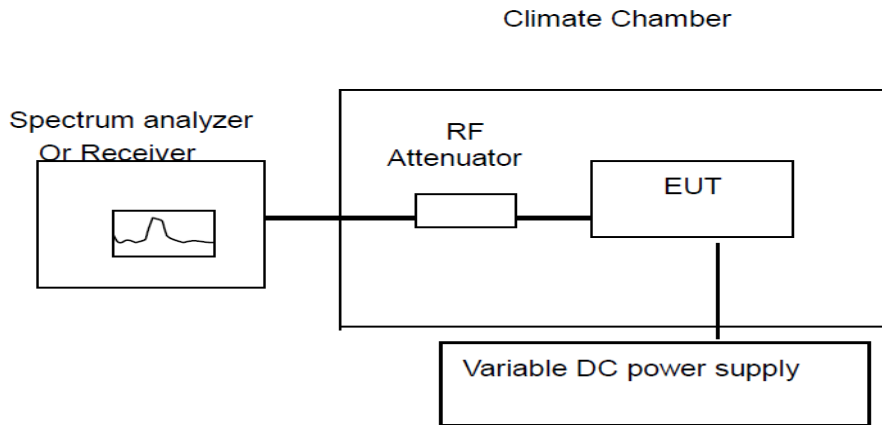 Climate Chamber
Spectrum analyzer
Or Receiver
RF
Attenuator
EUT
Variable DC power supply